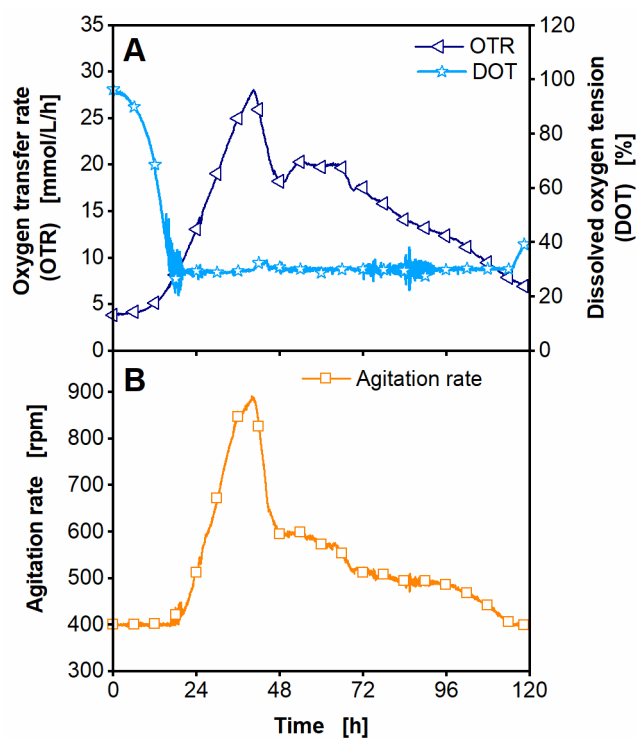 A
OTR
DOT
Oxygen transfer rate
(OTR) [mmol/L/h]
35
30
25
20
15
10
5
0
120
100
80
60
40
20
0
Dissolved oxygen tension
[%]
(DOT)
B
Agitation rate
Agitation rate [rpm]
900
800
700
600
500
400
300
0
24
48
72
96
120
Time [h]